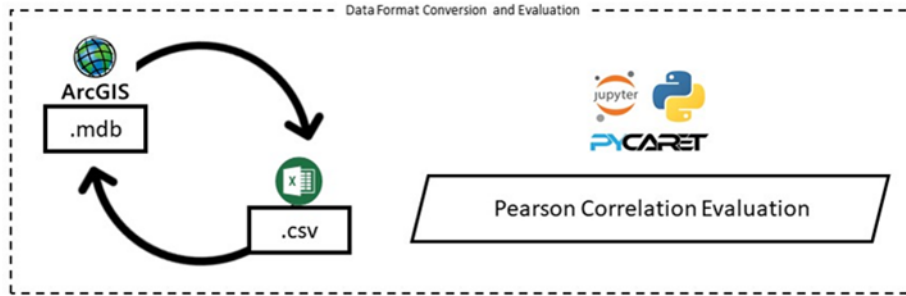 Data Format Conversion and Evaluation
ArcGIS
.mdb
X
.csv
jupyter
PYCARET
Pearson Correlation Evaluation